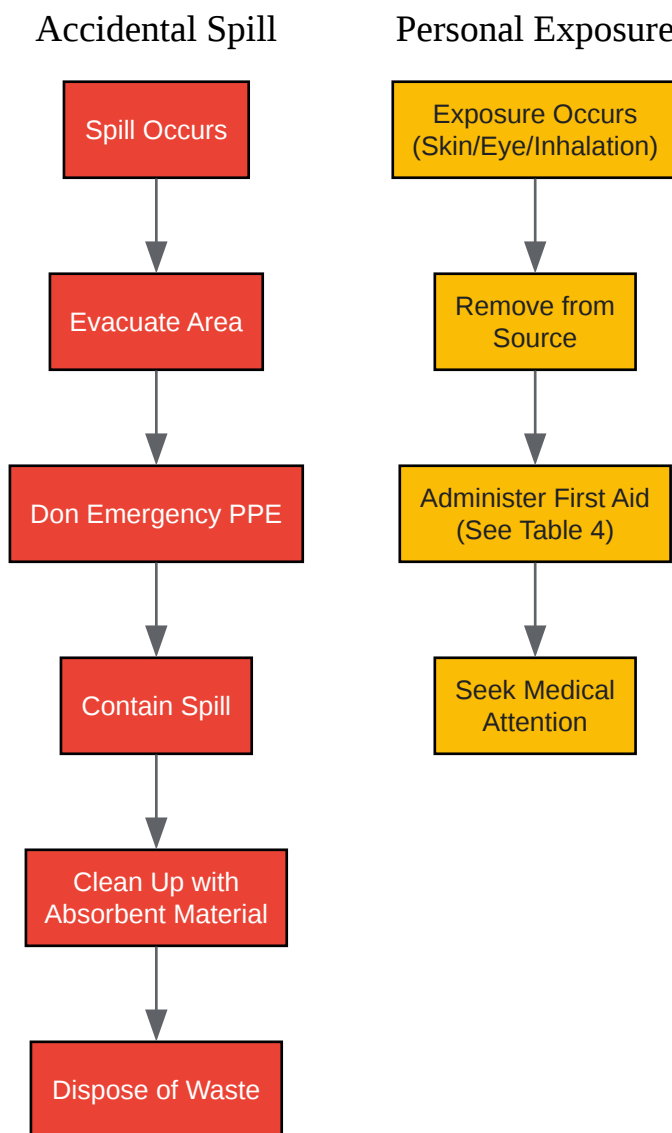 Accidental Spill
Spill Occurs
Evacuate Area
Don Emergency PPE
Contain Spill
Clean Up with
Absorbent Material
Dispose of Waste
Personal Exposure
Exposure Occurs
(Skin/Eye/Inhalation)
Remove from
Source
Administer First Aid
(See Table 4)
Seek Medical
Attention